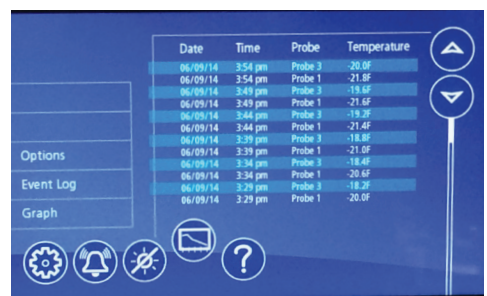 Date Time Probe Temperature
06/09/14 3:54 pm Probe 3 -20.0F
06/09/14 3:54 pm Probe 1 -21.8F
06/09/14 3:49 pm Probe 3 -19.6F
06/09/14 3:49 pm Probe 1 -21.6F
06/09/14 3:44 pm Probe 3 -19.2F
06/09/14 3:44 pm Probe 1 -21.4F
06/09/14 3:39 pm Probe 3 -18.8F
06/09/14 3:39 pm Probe 1 -21.0F
06/09/14 3:34 pm Probe 3 -18.4F
06/09/14 3:34 pm Probe 1 -20.6F
06/09/14 3:29 pm Probe 3 -18.2F
06/09/14 3:29 pm Probe 1 -20.0F
Options
Event Log
Graph
?